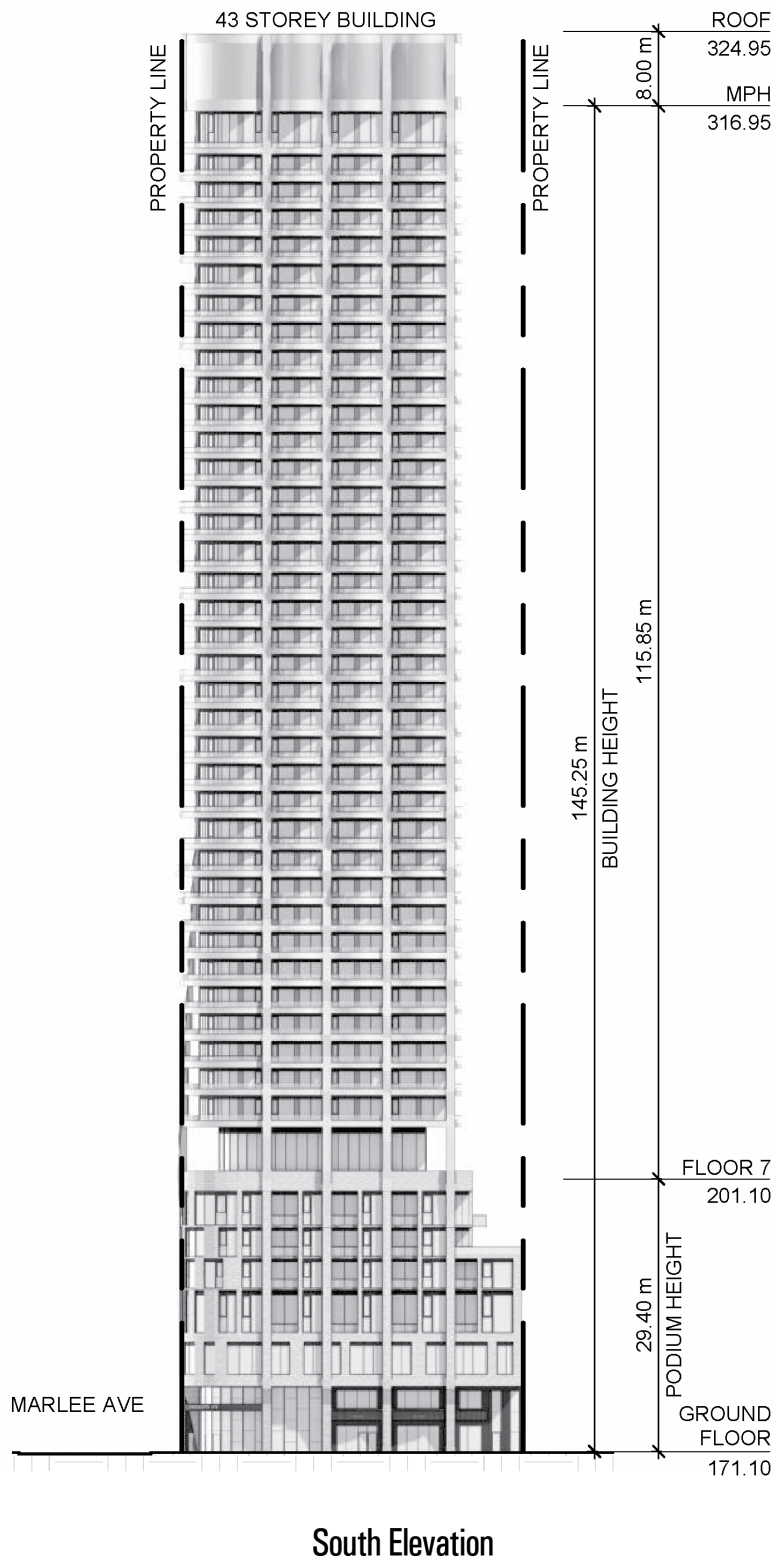 43 STOREY BUILDING
ROOF
324.95
PROPERTY LINE
PROPERTY LINE
8.00 m
MPH
316.95
115.85 m
145.25 m
BUILDING HEIGHT
FLOOR 7
201.10
29.40 m
PODIUM HEIGHT
MARLEE AVE
GROUND
FLOOR
171.10
South Elevation